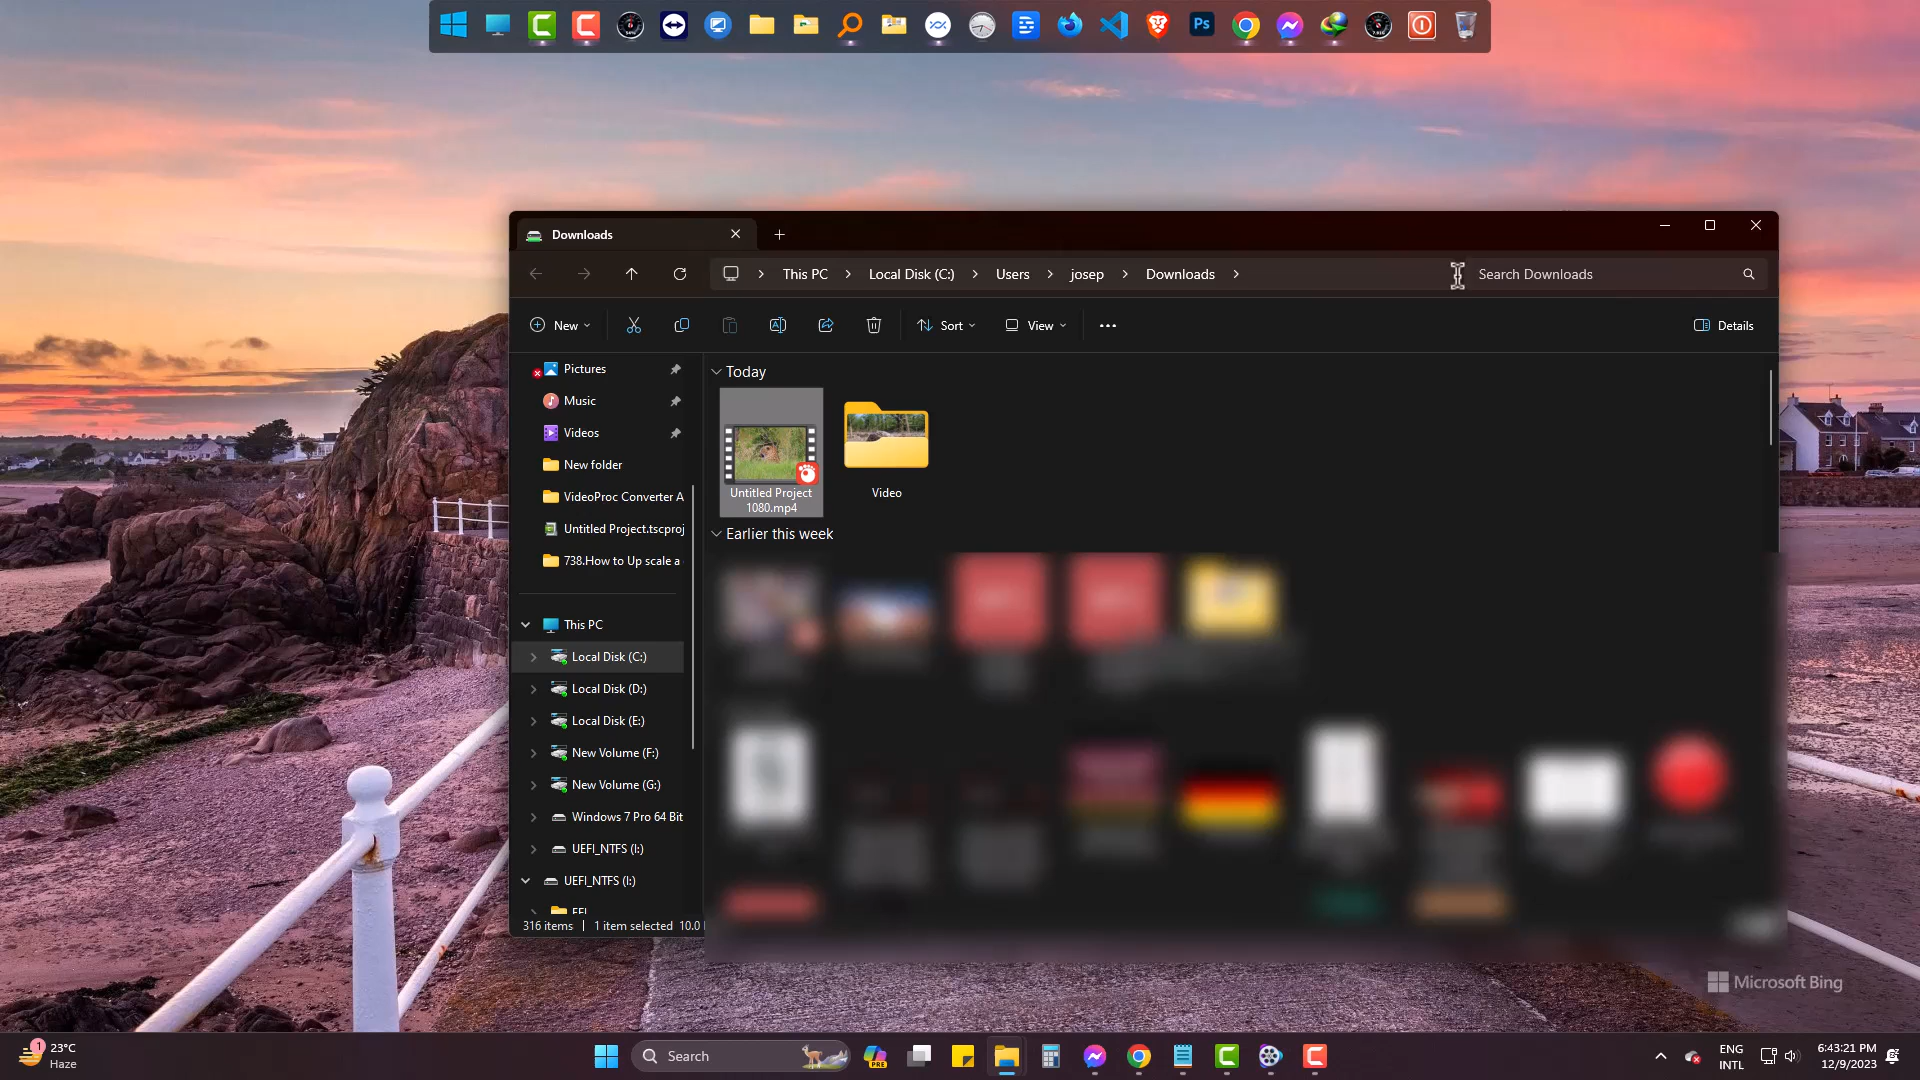 Ps
Downloads
This PC
Local Disk (C:)
Users
josep
Downloads
Search Downloads
New
Sort
View
Details
Pictures
Music
Videos
New folder
VideoProc Converter A
Untitled Project.tscproj
738.How to Up scale a
This PC
Local Disk (C:)
Local Disk (D:)
Local Disk (E:)
New Volume (F:)
New Volume (G:)
Windows 7 Pro 64 Bit
UEFI_NTFS (I:)
UEFI_NTFS (I:)
EFI
Today
Untitled Project
1080.mp4
Video
Earlier this week
316 items
1 item selected
10.0
Microsoft Bing
1
23°C
Haze
Search
PRE
ENG
INTL
6:43:21 PM
12/9/2023